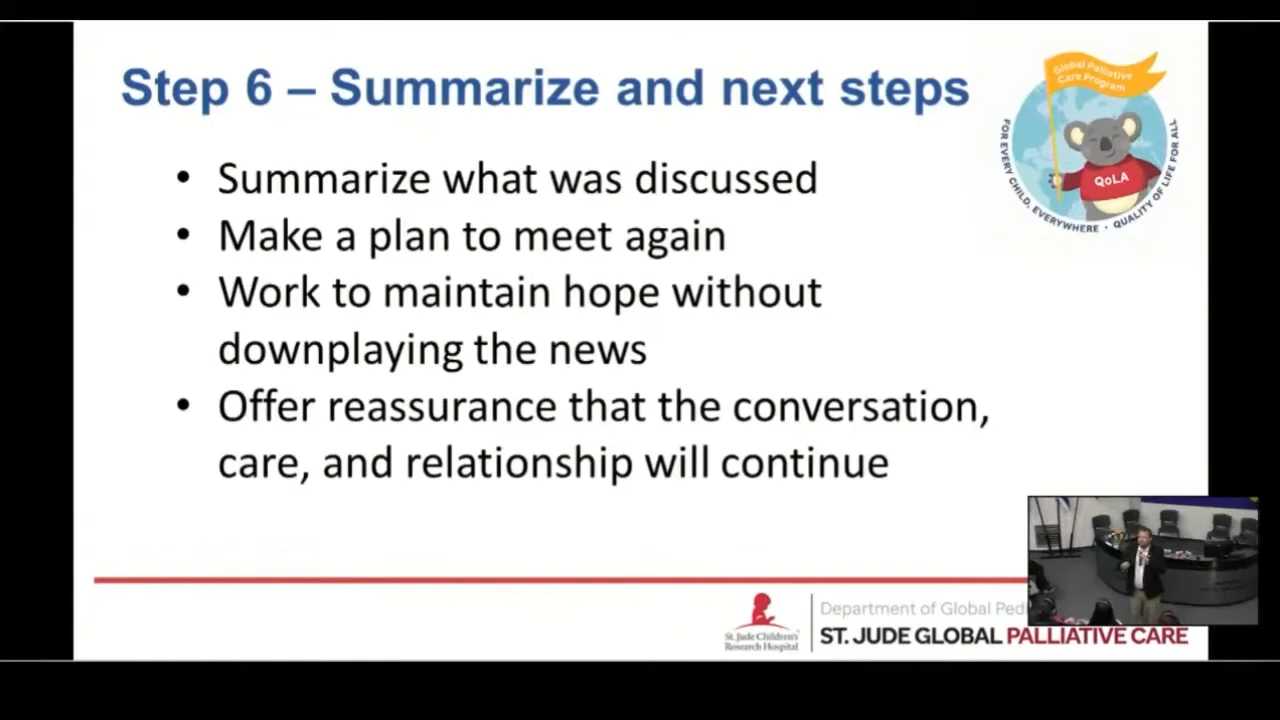 Step 6 – Summarize and next steps
Global Palliative
Care Program
FOR EVERY CHILD, EVERYWHERE • QUALITY OF LIFE FOR ALL
QoLA
• Summarize what was discussed
• Make a plan to meet again
• Work to maintain hope without
downplaying the news
• Offer reassurance that the conversation,
care, and relationship will continue
St. Jude Children's
Research Hospital
Department of Global
ST. JUDE GLOBAL PALLIATIVE CARE